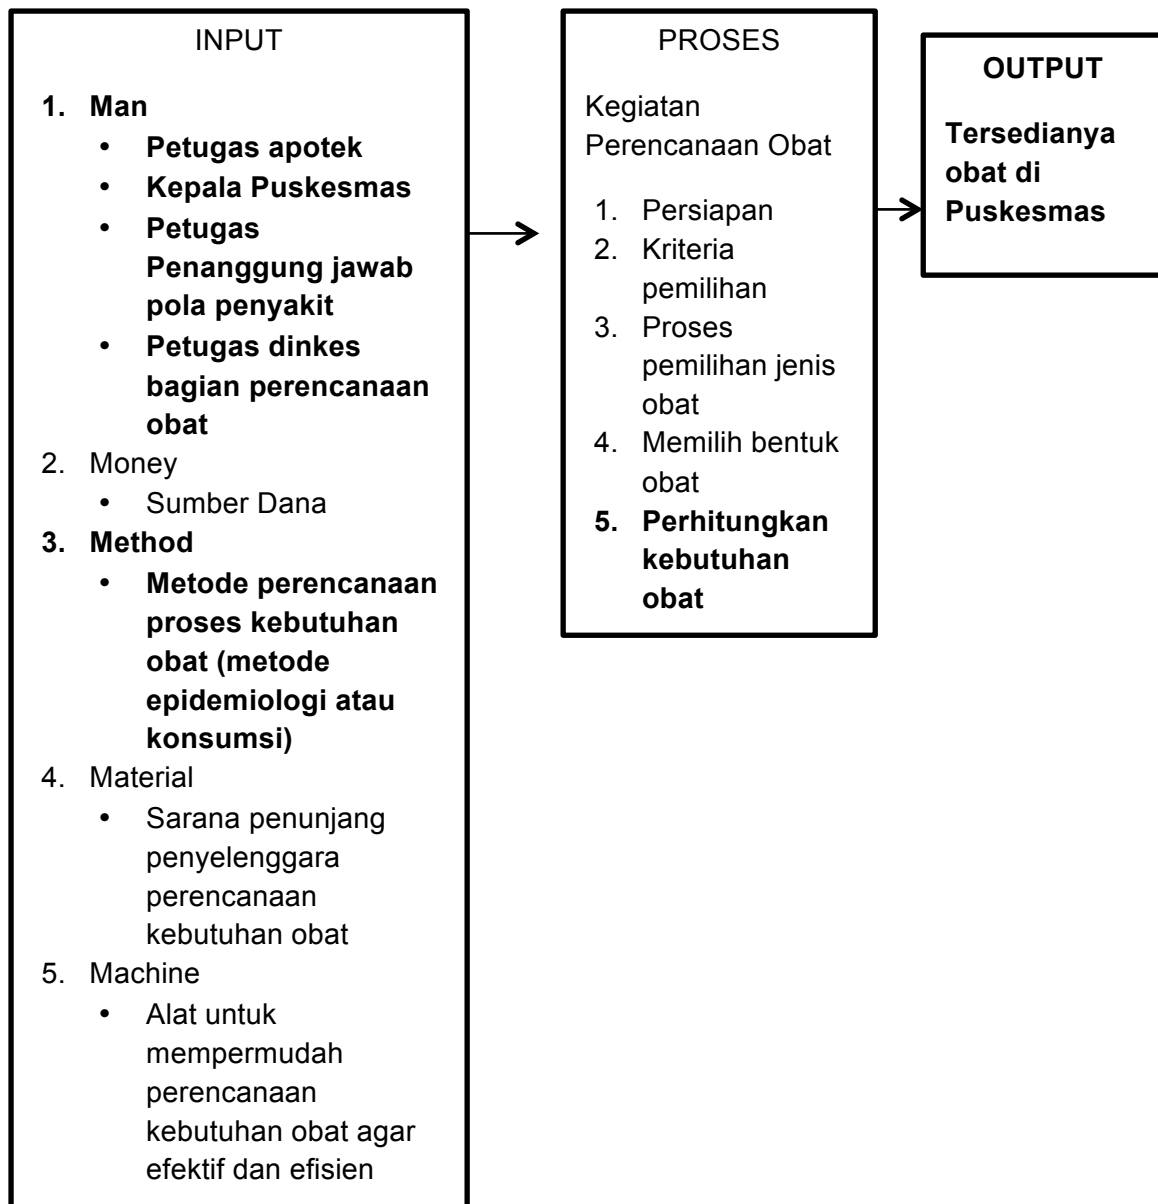 INPUT
1. Man
• Petugas apotek
• Kepala Puskesmas
• Petugas
Penanggung jawab
pola penyakit
• Petugas dinkes
bagian perencanaan
obat
2. Money
• Sumber Dana
3. Method
• Metode perencanaan
proses kebutuhan
obat (metode
epidemiologi atau
konsumsi)
4. Material
• Sarana penunjang
penyelenggara
perencanaan
kebutuhan obat
5. Machine
• Alat untuk
mempermudah
perencanaan
kebutuhan obat agar
efektif dan efisien
PROSES
Kegiatan
Perencanaan Obat
1. Persiapan
2. Kriteria
pemilihan
3. Proses
pemilihan jenis
obat
4. Memilih bentuk
obat
5. Perhitungkan
kebutuhan
obat
OUTPUT
Tersedianya
obat di
Puskesmas